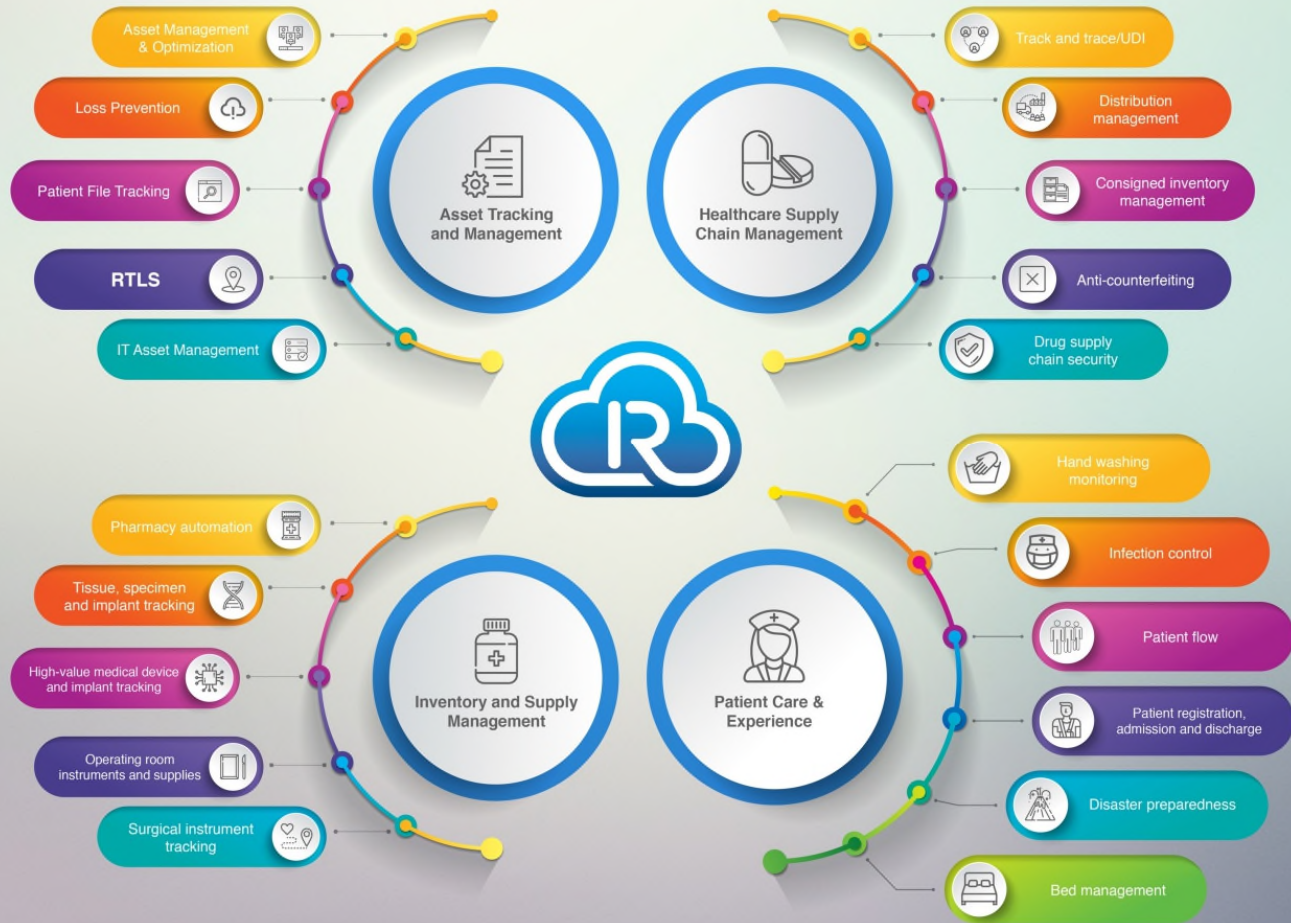 Asset Management
& Optimization
Loss Prevention
Patient File Tracking
RTLS
IT Asset Management
Asset Tracking
and Management
Healthcare Supply
Chain Management
Track and trace/UDI
Distribution
management
Consigned inventory
management
Anti-counterfeiting
Drug supply
chain security
R
Pharmacy automation
Tissue, specimen
and implant tracking
High-value medical device
and implant tracking
Operating room
instruments and supplies
Surgical instrument
tracking
Inventory and Supply
Management
Patient Care &
Experience
Hand washing
monitoring
Infection control
Patient flow
Patient registration,
admission and discharge
Disaster preparedness
Bed management